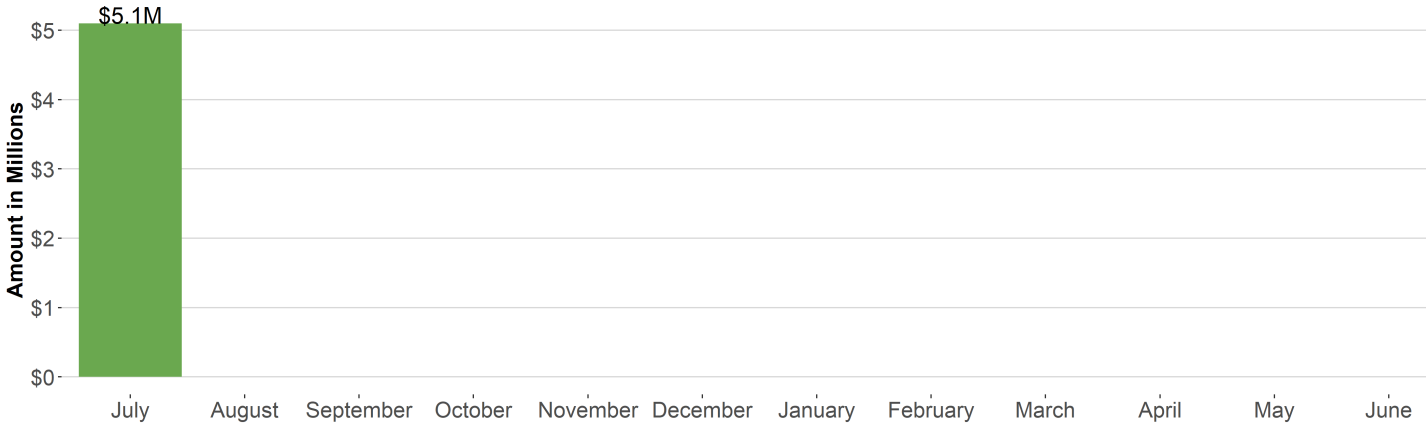 $5.1M
$5
$4
$3
$2
$1
$0
Amount in Millions
July August September October November December January February March April May June